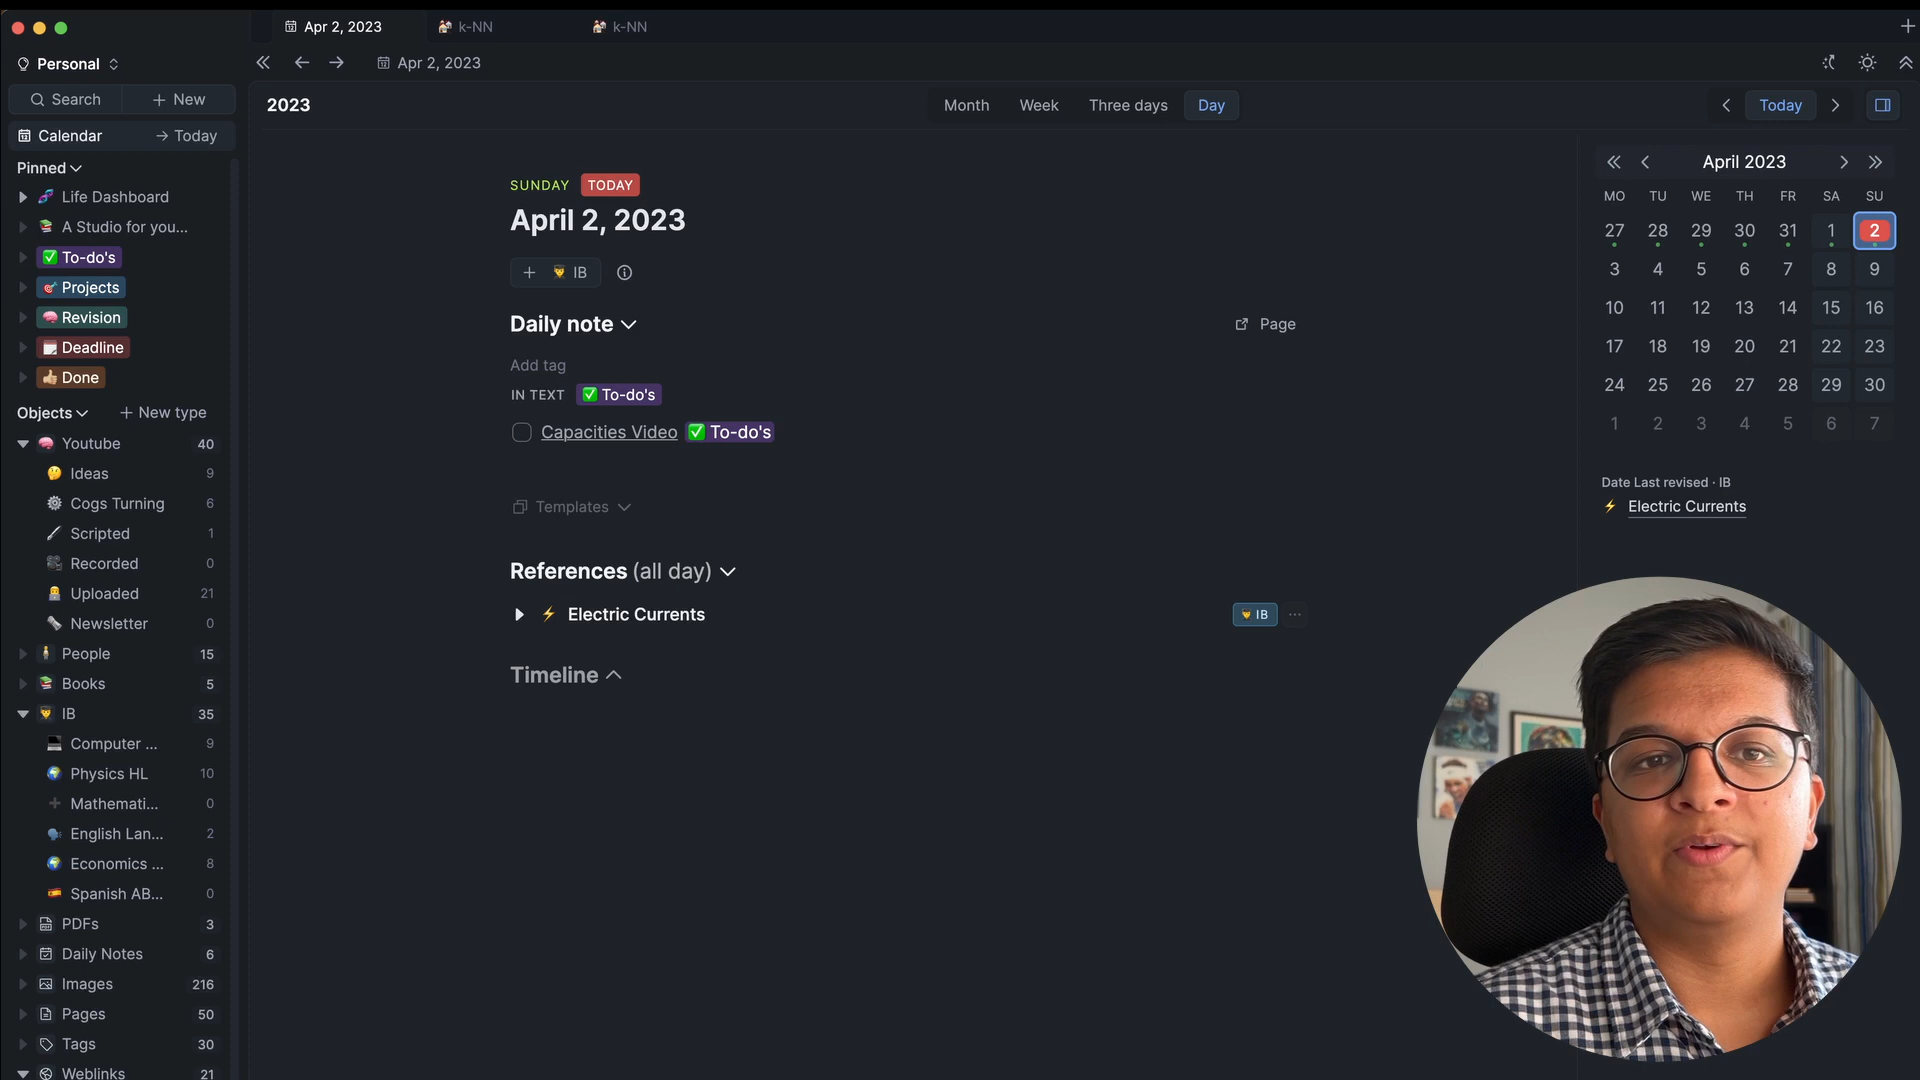 Apr 2, 2023
k-NN
k-NN
Personal
Apr 2, 2023
Search
New
2023
Month
Week
Three days
Day
Today
Calendar
Today
Pinned
Life Dashboard
A Studio for you...
To-do's
Projects
Revision
Deadline
Done
Objects
New type
Youtube 40
Ideas 9
Cogs Turning 6
Scripted 1
Recorded 0
Uploaded 21
Newsletter 0
People 15
Books 5
IB 35
Computer ... 9
Physics HL 10
Mathemati... 0
English Lan... 2
Economics ... 8
Spanish AB... 0
PDFs 3
Daily Notes 6
Images 216
Pages 50
Tags 30
Weblinks 21
SUNDAY TODAY
April 2, 2023
IB
Daily note
Page
Add tag
IN TEXT To-do's
Capacities Video To-do's
Templates
References (all day)
Electric Currents
IB
Timeline
April 2023
MO TU WE TH FR SA SU
27 28 29 30 31 1 2
3 4 5 6 7 8 9
10 11 12 13 14 15 16
17 18 19 20 21 22 23
24 25 26 27 28 29 30
1 2 3 4 5 6 7
Date Last revised · IB
Electric Currents